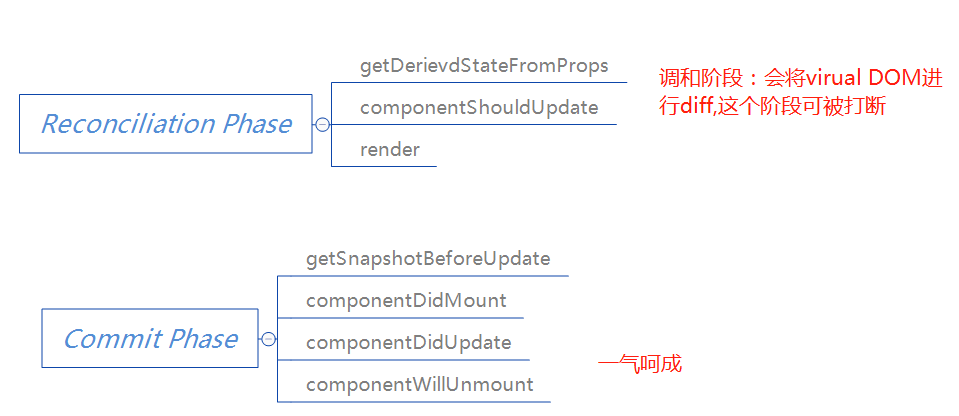 getDerievdStateFromProps
调和阶段：会将virual DOM进
行diff,这个阶段可被打断
componentShouldUpdate
Reconciliation Phase
render
getSnapshotBeforeUpdate
componentDidMount
Commit Phase
componentDidUpdate
一气呵成
componentWillUnmount